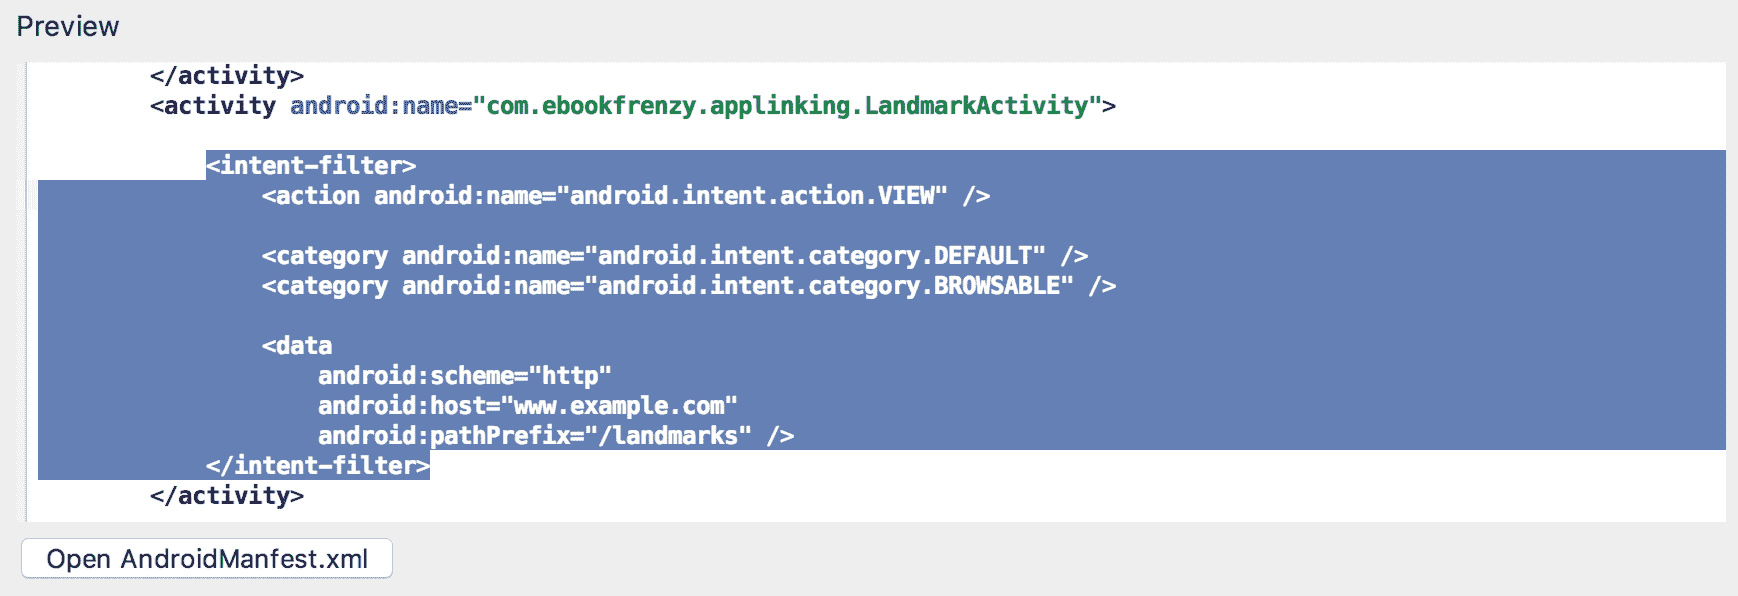 Preview
</activity>
<activity android:name="com.ebookfrenzy.applinking.LandmarkActivity">
<intent-filter>
<action android:name="android.intent.action.VIEW" />
<category android:name="android.intent.category.DEFAULT" />
<category android:name="android.intent.category.BROWSABLE" />
<data
android:scheme="http"
android:host="www.example.com"
android:pathPrefix="/landmarks" />
</intent-filter>
</activity>
Open AndroidManfest.xml